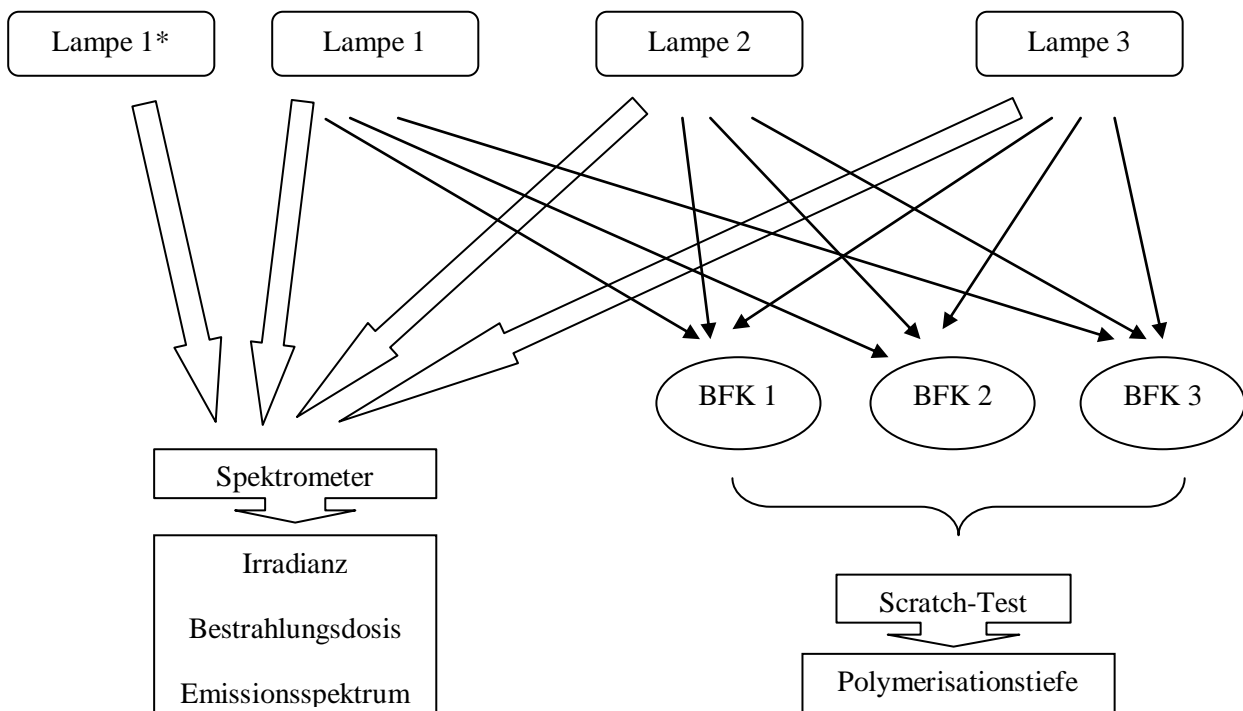 Lampe 1*
Lampe 1
Lampe 2
Lampe 3
BFK 1
BFK 2
BFK 3
Spektrometer
Irradianz
Bestrahlungsdosis
Emissionsspektrum
Scratch-Test
Polymerisationstiefe